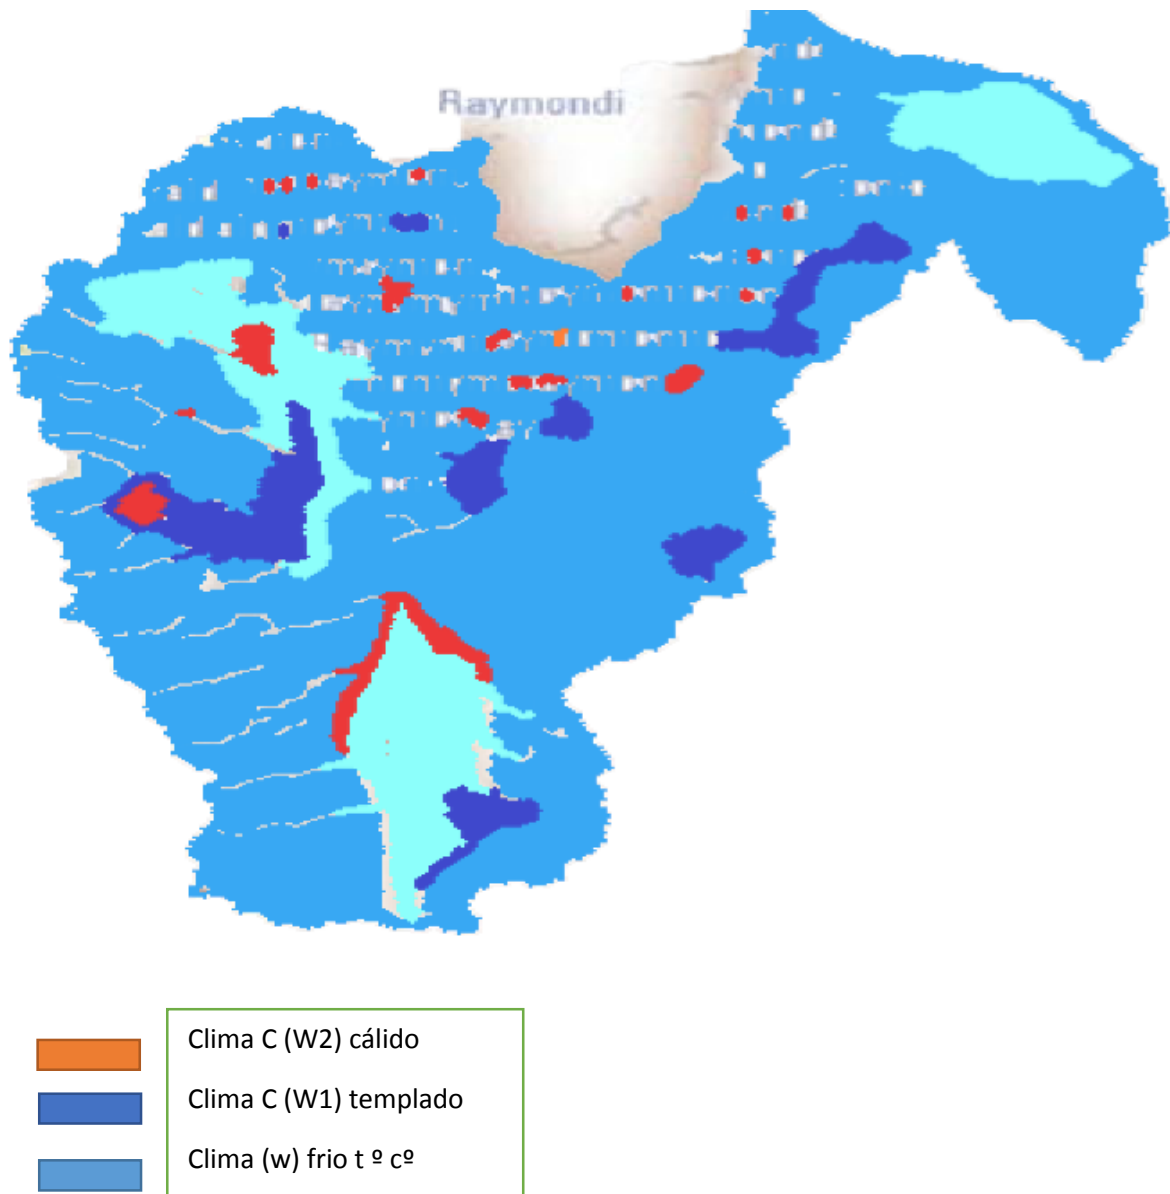 Raymondi
Clima C (W2) cálido
Clima C (W1) templado
Clima (w) frio t º cº